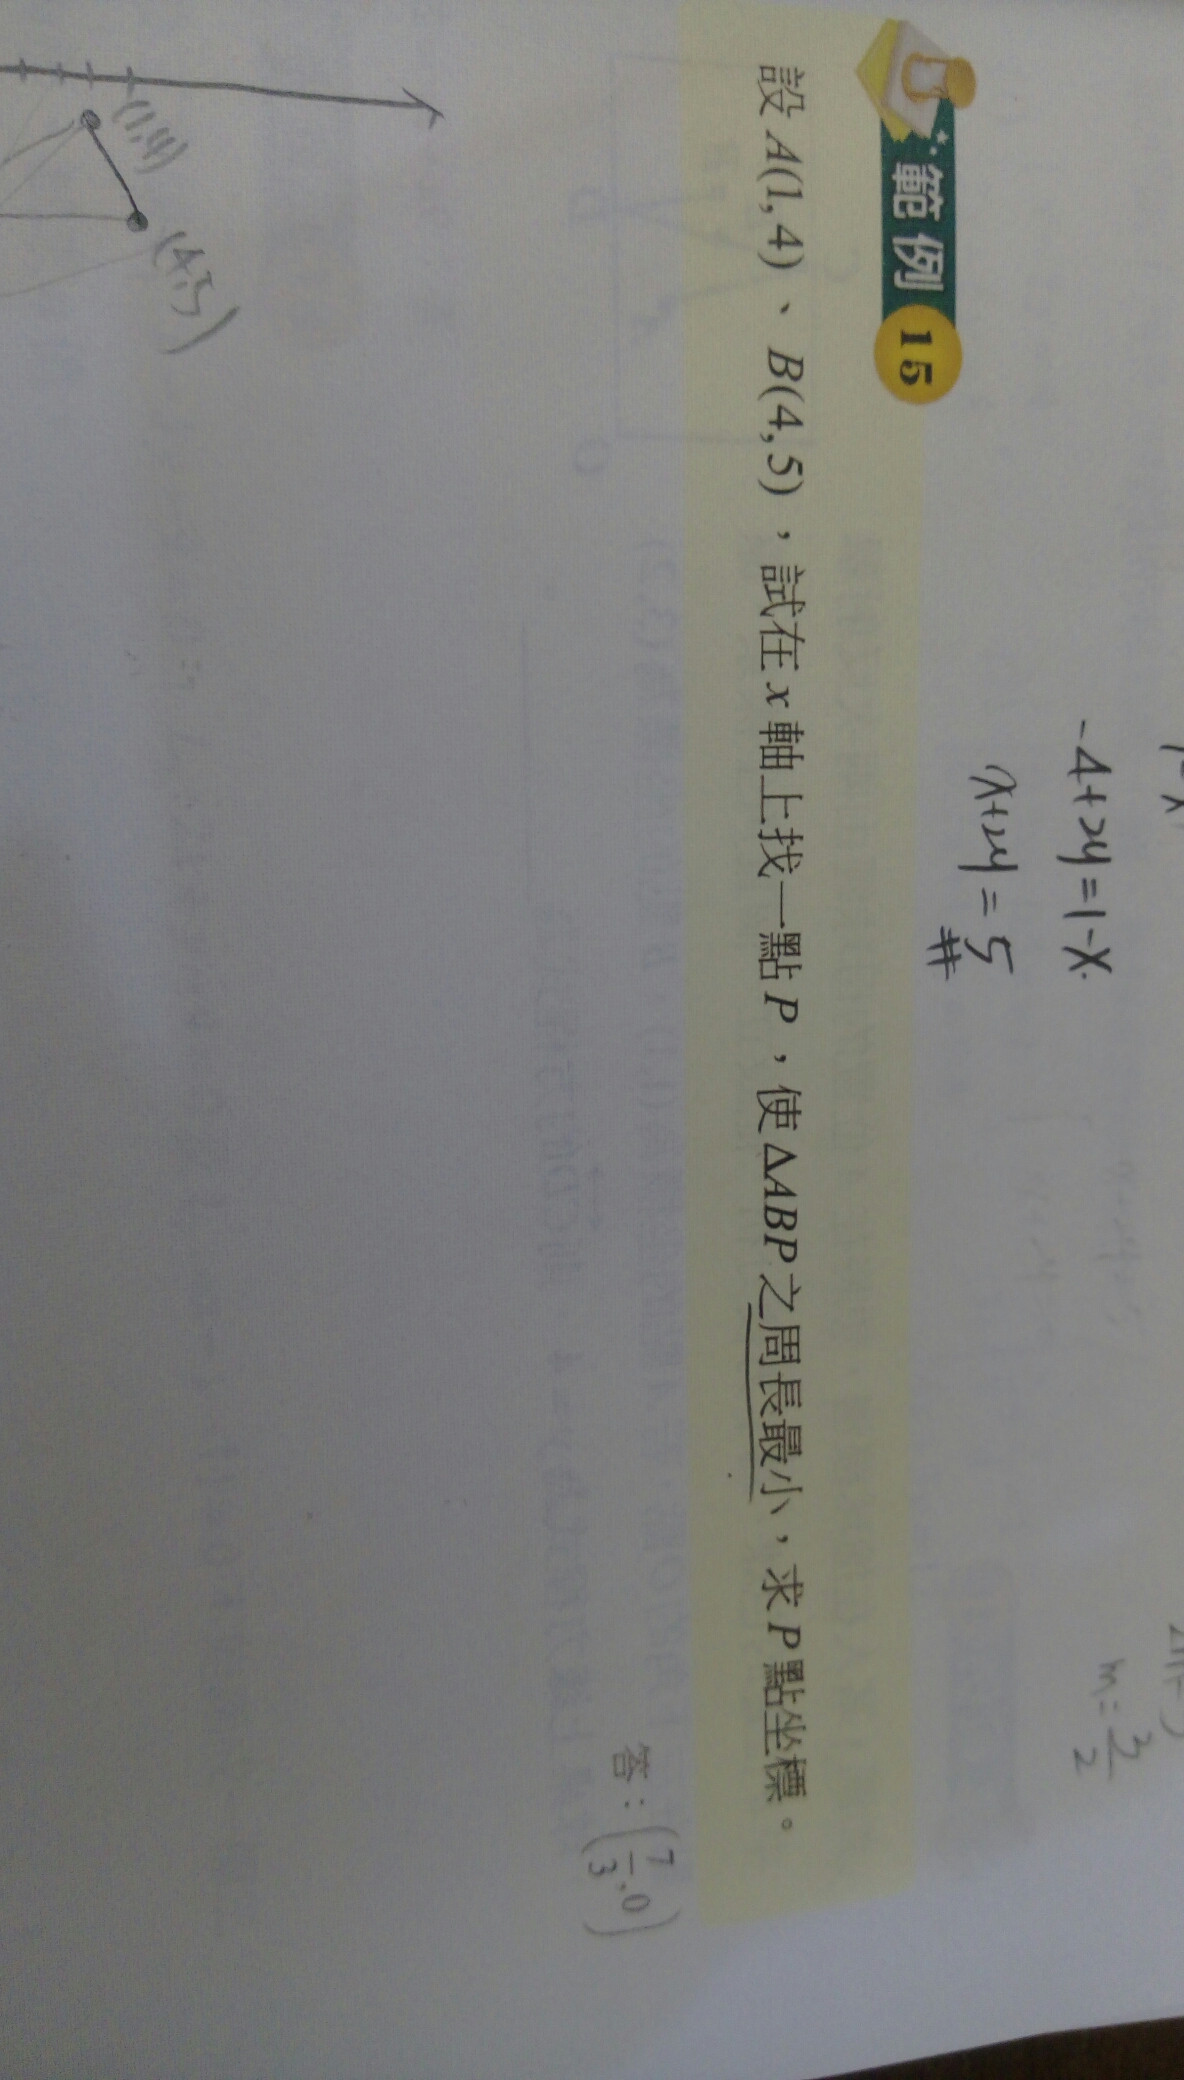 -4+2y=1-x
x+2y=5
#
m=3/2
範例 15
設 A(1,4)、B(4,5),試在 x 軸上找一點 P,使 ΔABP 之周長最小,求 P 點坐標。
答:(7/3,0)
(1,4)
(4,5)